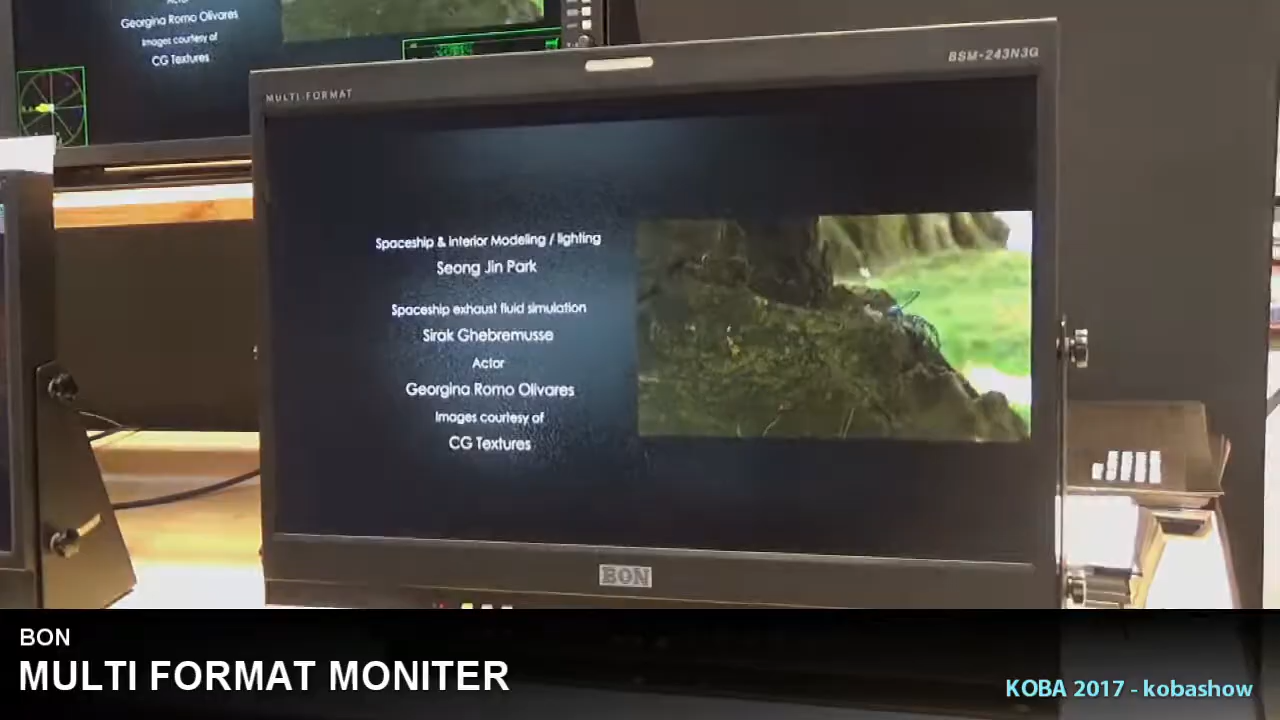 Actor
Georgina Romo Olivares
Images courtesy of
CG Textures
MULTI-FORMAT
BSM-243N3G
Spaceship & Interior Modeling / lighting
Seong Jin Park
Spaceship exhaust fluid simulation
Sirak Ghebremusse
Actor
Georgina Romo Olivares
Images courtesy of
CG Textures
BON
BON
MULTI FORMAT MONITER
KOBA 2017 - kobashow